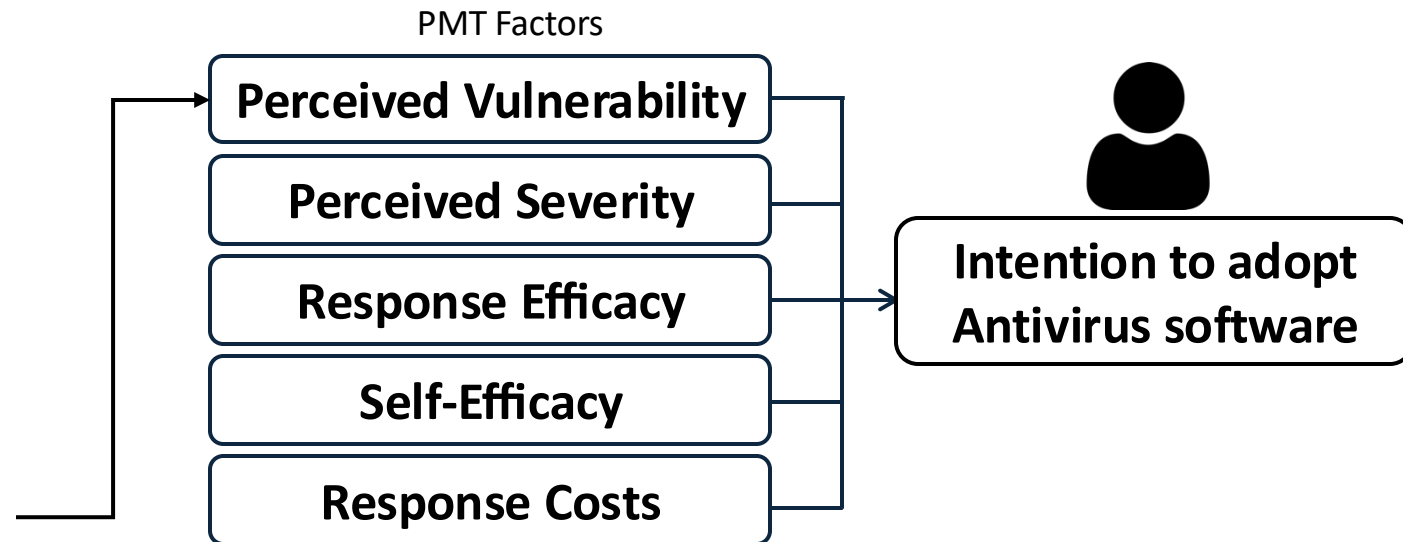 PMT Factors
Perceived Vulnerability
Perceived Severity
Response Efficacy
Self-Efficacy
Response Costs
Intention to adopt
Antivirus software